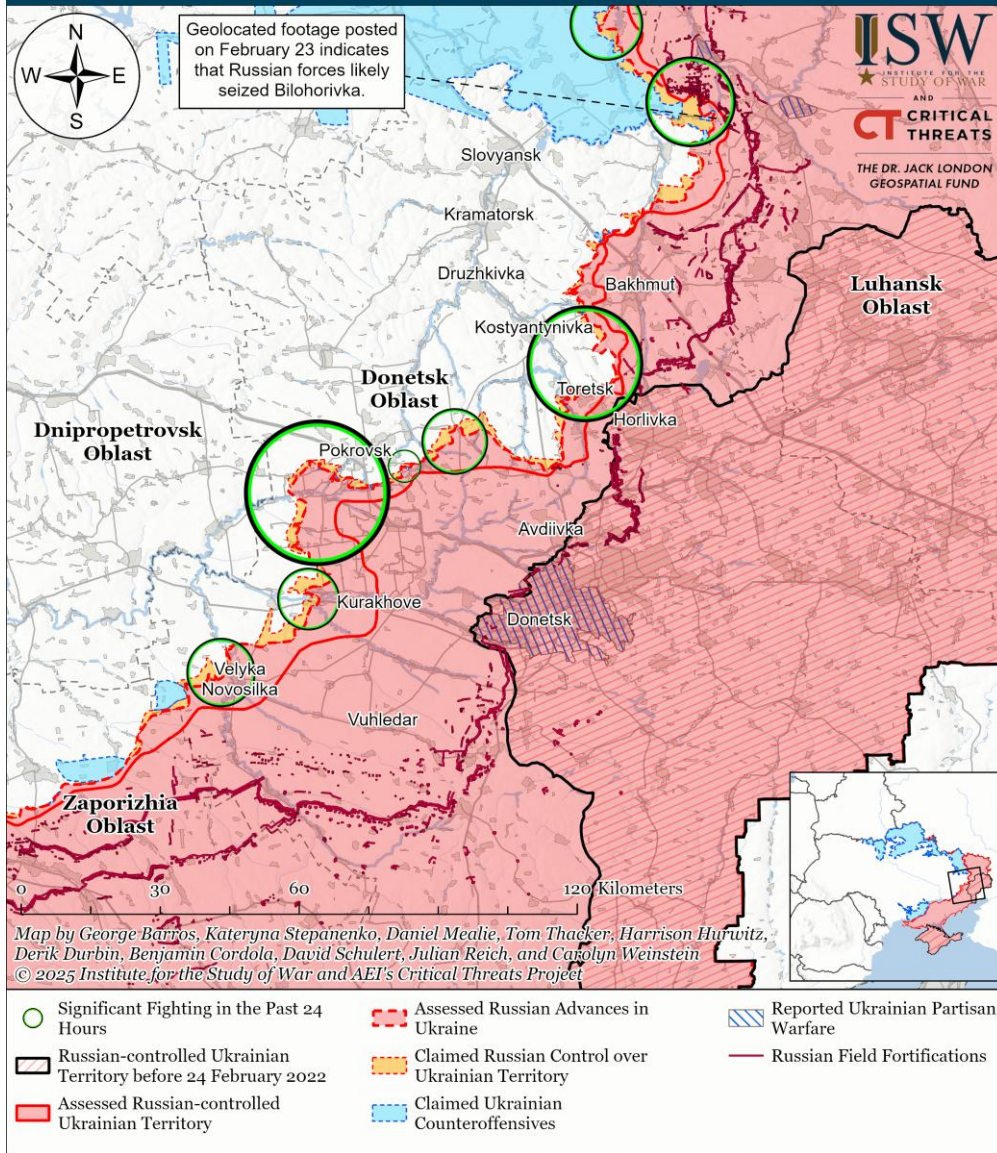 N
W
E
S
Geolocated footage posted
on February 23 indicates
that Russian forces likely
seized Bilohorivka.
ISW
INSTITUTE FOR THE
STUDY OF WAR
AND
CT CRITICAL
THREATS
THE DR. JACK LONDON
GEOSPATIAL FUND
Slovyansk
Kramatorsk
Druzhkivka
Bakhmut
Luhansk
Oblast
Kostyantynivka
Donetsk
Oblast
Toretsk
Horlivka
Dnipropetrovsk
Oblast
Pokrovsk
Avdiivka
Kurakhove
Donetsk
Velyka
Novosilka
Vuhledar
Zaporizhia
Oblast
0 30 60 120 Kilometers
Map by George Barros, Kateryna Stepanenko, Daniel Mealie, Tom Thacker, Harrison Hurwitz,
Derik Durbin, Benjamin Cordola, David Schulert, Julian Reich, and Carolyn Weinstein
© 2025 Institute for the Study of War and AEI's Critical Threats Project
Significant Fighting in the Past 24
Hours
Russian-controlled Ukrainian
Territory before 24 February 2022
Assessed Russian-controlled
Ukrainian Territory
Assessed Russian Advances in
Ukraine
Claimed Russian Control over
Ukrainian Territory
Claimed Ukrainian
Counteroffensives
Reported Ukrainian Partisan
Warfare
Russian Field Fortifications